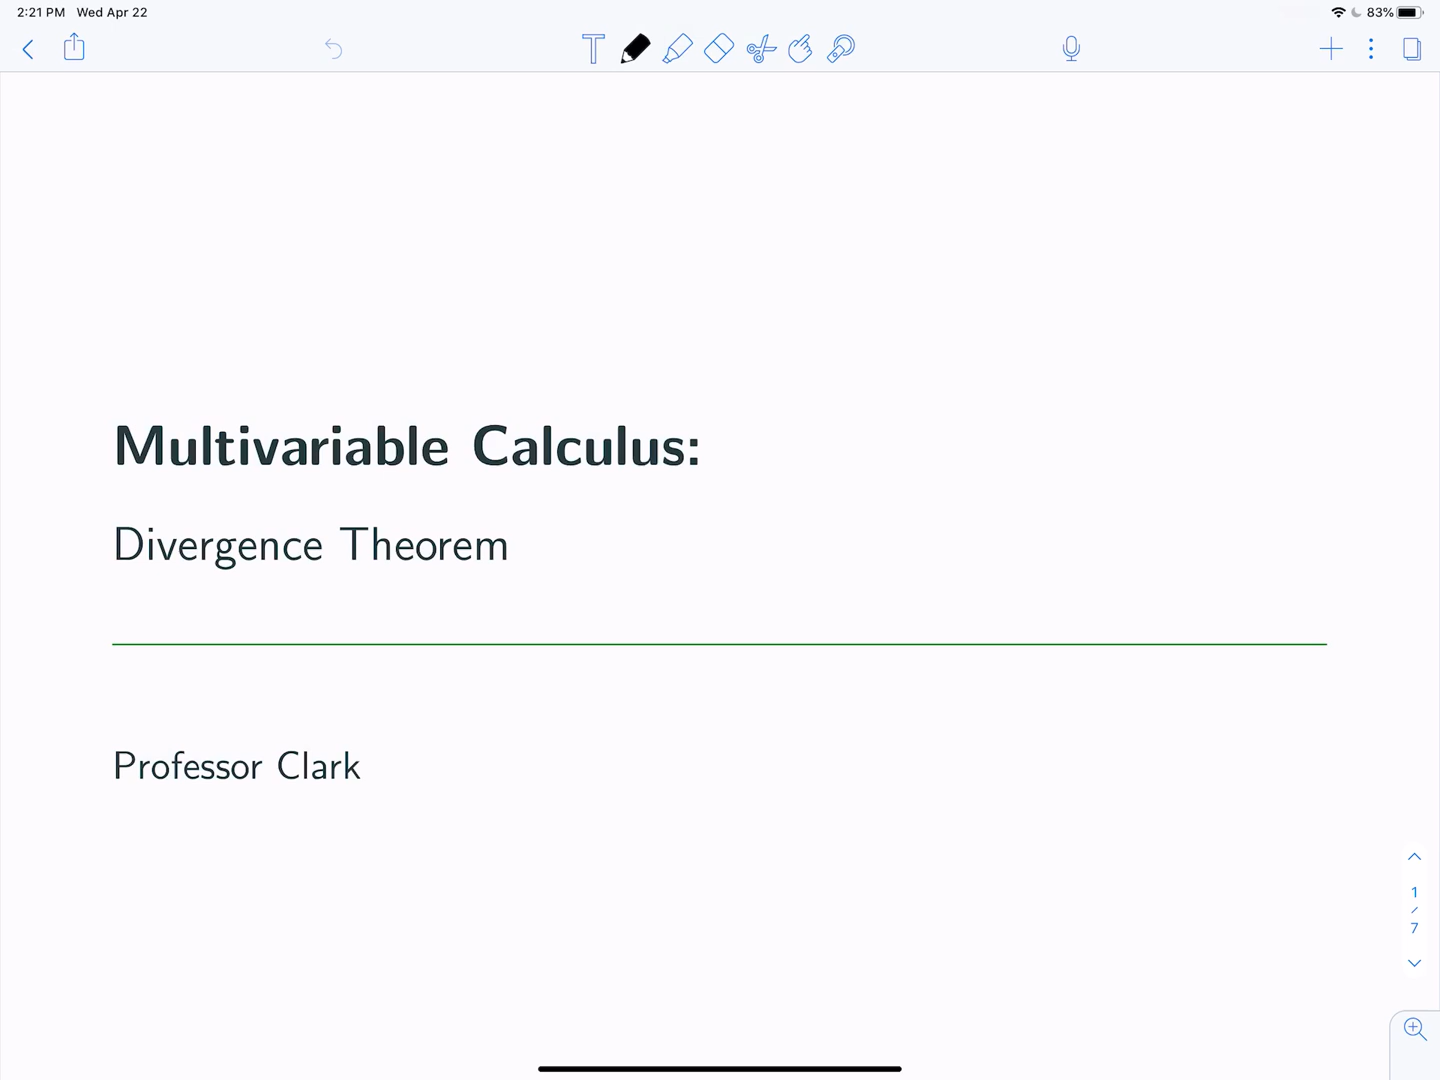 2:21 PM Wed Apr 22
83%
Multivariable Calculus:
Divergence Theorem
Professor Clark
1
/
7